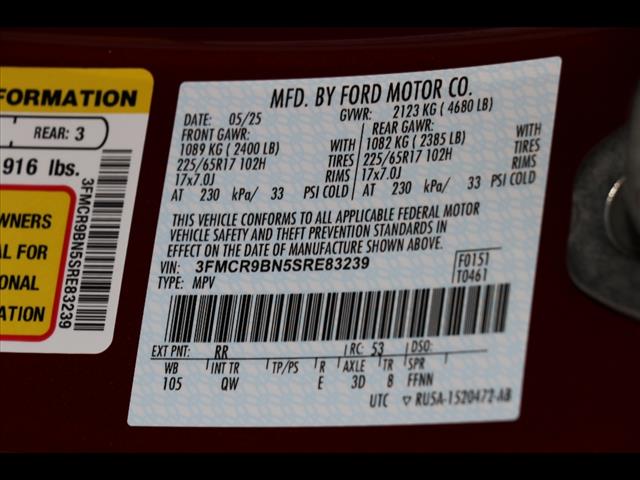 FORMATION
REAR: 3
916 lbs.
3FMCR9BN5SRE83239
OWNERS
AL FOR
ONAL
ATION
MFD. BY FORD MOTOR CO.
DATE: 05/25 GVWR: 2123 KG ( 4680 LB)
FRONT GAWR: REAR GAWR:
1089 KG ( 2400 LB) 1082 KG ( 2385 LB)
225/65R17 102H TIRES 225/65R17 102H TIRES
17x7.0J RIMS 17x7.0J RIMS
AT 230 kPa/ 33 PSI COLD AT 230 kPa/ 33 PSI COLD
THIS VEHICLE CONFORMS TO ALL APPLICABLE FEDERAL MOTOR
VEHICLE SAFETY AND THEFT PREVENTION STANDARDS IN
EFFECT ON THE DATE OF MANUFACTURE SHOWN ABOVE.
VIN: 3FMCR9BN5SRE83239 F0151
TYPE: MPV T0461
EXT PNT: RR RC: 53 DSO:
WB INT TR TP/PS R AXLE TR SPR
105 QW E 3D 8 FFNN
UTC ▽ RU5A-1520472-AB